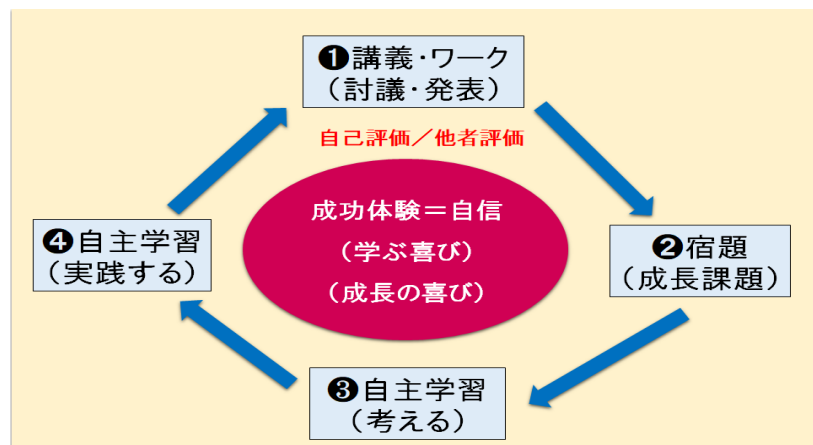 ❶講義・ワーク
（討議・発表）
自己評価／他者評価
成功体験＝自信
（学ぶ喜び）
（成長の喜び）
❹自主学習
（実践する）
❷宿題
（成長課題）
❸自主学習
（考える）